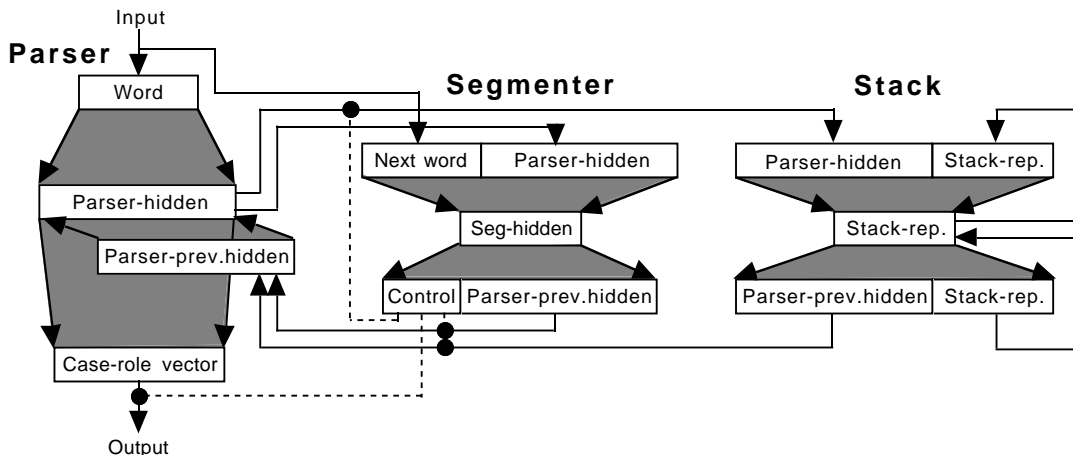 Input
Parser
Segmenter
Stack
Word
Next word
Parser-hidden
Parser-hidden
Stack-rep.
Parser-hidden
Seg-hidden
Stack-rep.
Parser-prev.hidden
Control
Parser-prev.hidden
Parser-prev.hidden
Stack-rep.
Case-role vector
Output